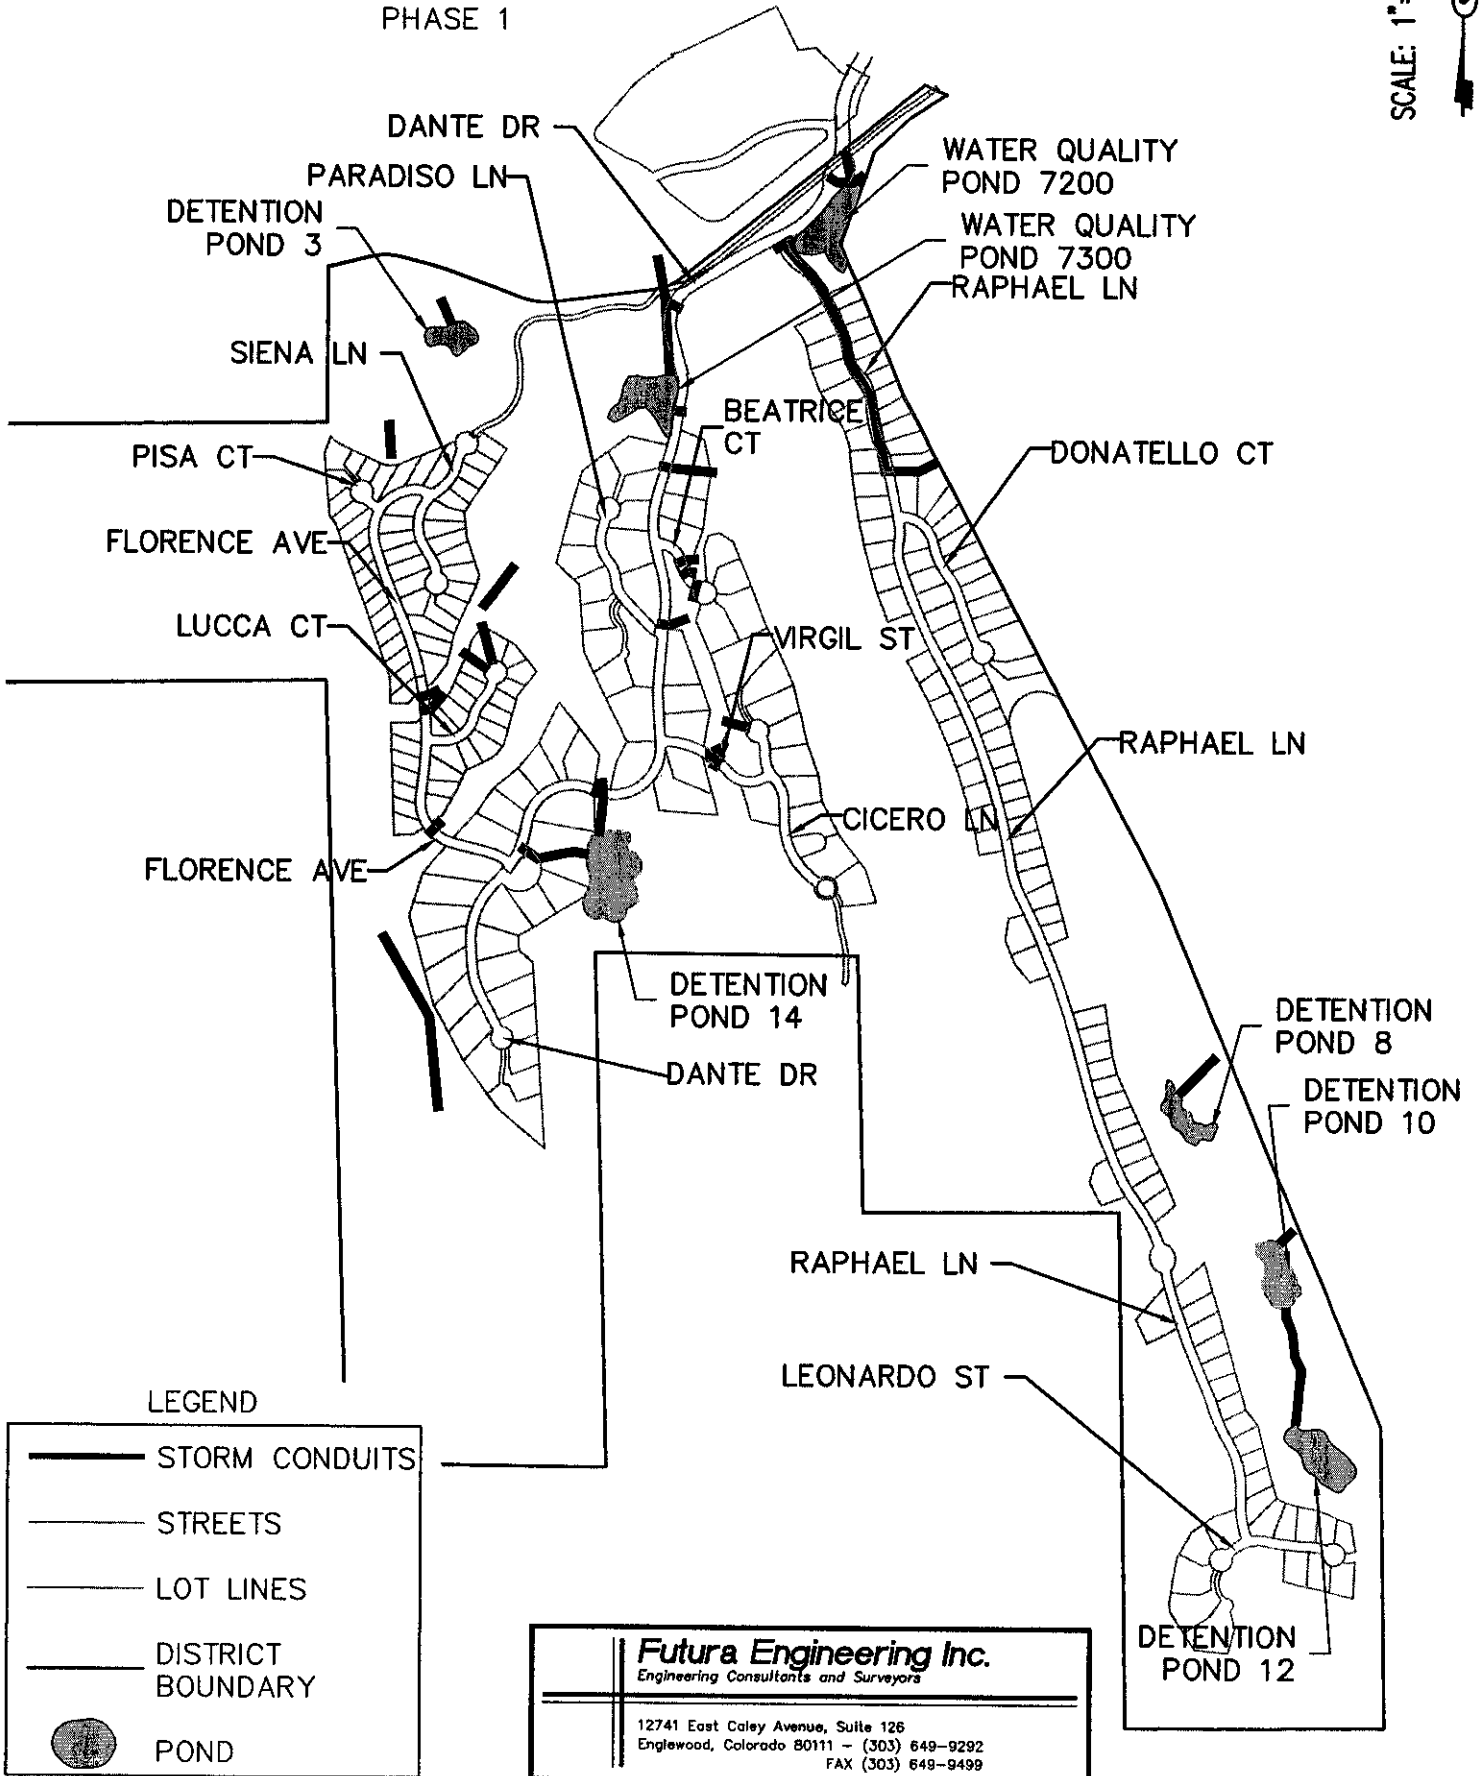 PHASE 1
SCALE: 1"=
DANTE DR
PARADISO LN
DETENTION
POND 3
WATER QUALITY
POND 7200
WATER QUALITY
POND 7300
RAPHAEL LN
SIENA LN
BEATRICE
CT
PISA CT
DONATELLO CT
FLORENCE AVE
LUCCA CT
VIRGIL ST
RAPHAEL LN
CICERO LN
FLORENCE AVE
DETENTION
POND 14
DANTE DR
DETENTION
POND 8
DETENTION
POND 10
RAPHAEL LN
LEONARDO ST
DETENTION
POND 12
LEGEND
STORM CONDUITS
STREETS
LOT LINES
DISTRICT
BOUNDARY
POND
Futura Engineering Inc.
Engineering Consultants and Surveyors
12741 East Caley Avenue, Suite 126
Englewood, Colorado 80111 - (303) 649-9292
FAX (303) 649-9499